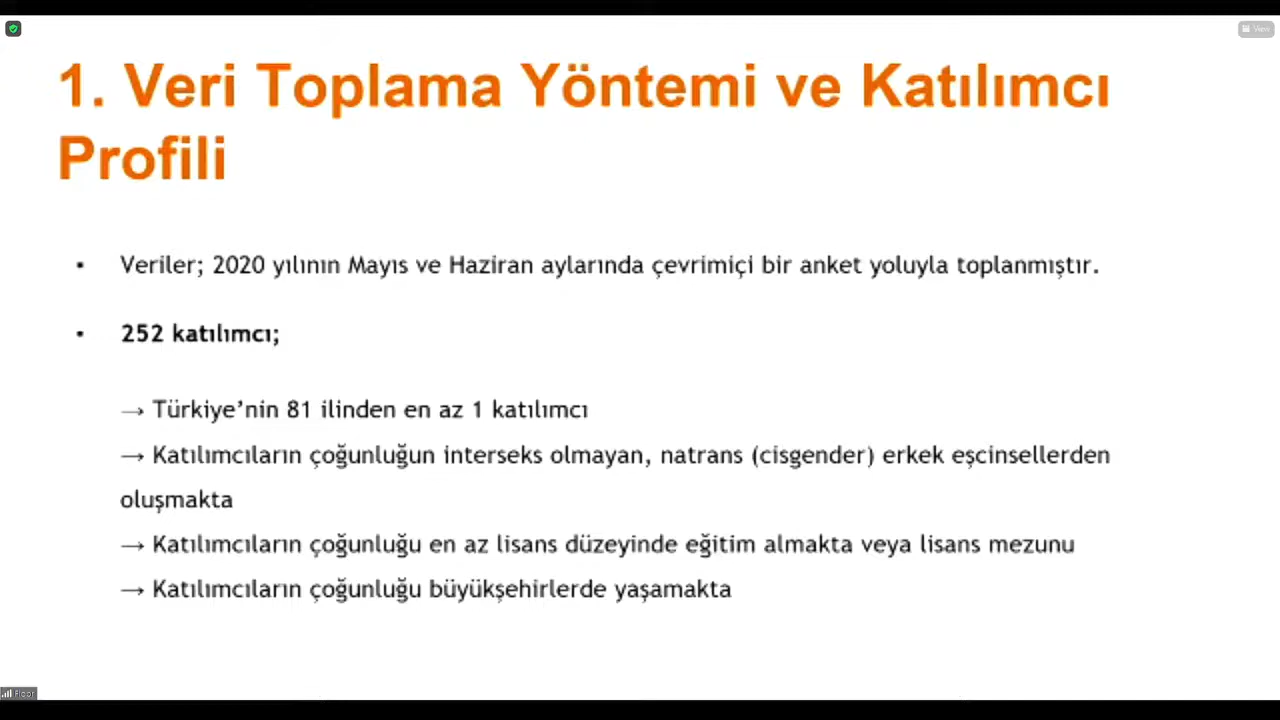 View
1. Veri Toplama Yöntemi ve Katılımcı
Profili
• Veriler; 2020 yılının Mayıs ve Haziran aylarında çevrimiçi bir anket yoluyla toplanmıştır.
• 252 katılımcı;
→ Türkiye’nin 81 ilinden en az 1 katılımcı
→ Katılımcıların çoğunluğun interseks olmayan, natrans (cisgender) erkek eşcinsellerden
oluşmakta
→ Katılımcıların çoğunluğu en az lisans düzeyinde eğitim almakta veya lisans mezunu
→ Katılımcıların çoğunluğu büyükşehirlerde yaşamakta
Floor